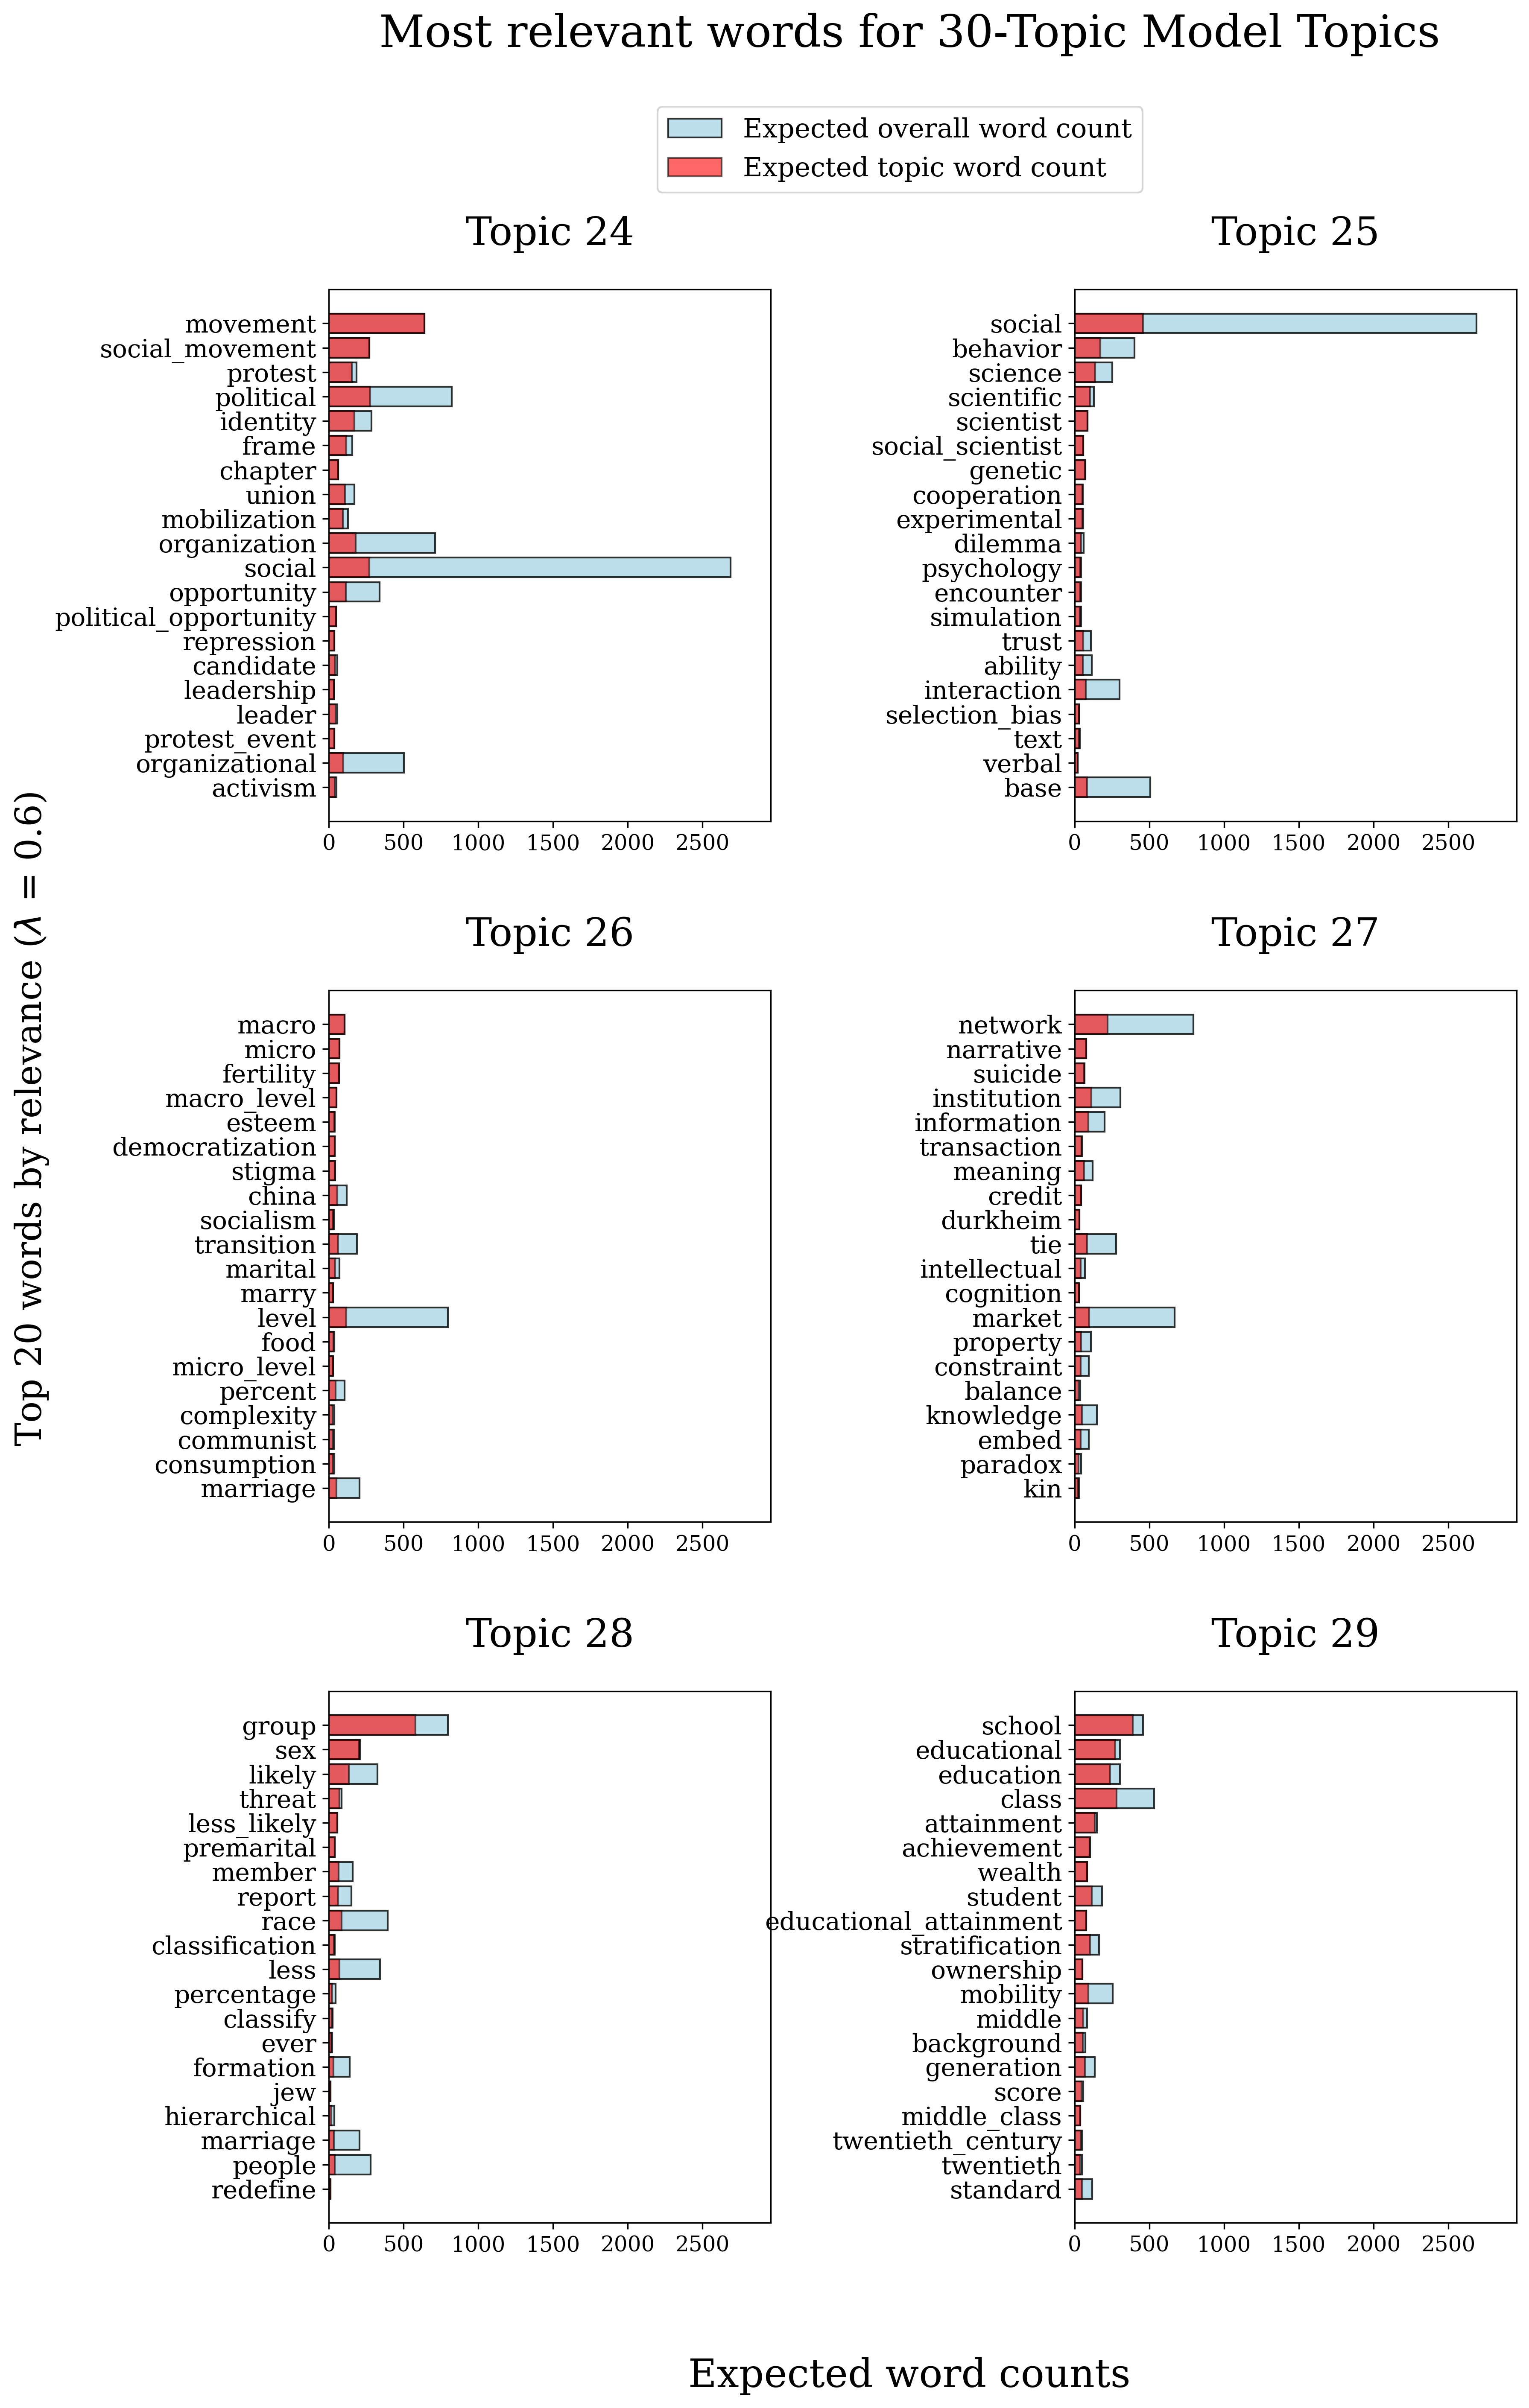 Most relevant words for 30-Topic Model Topics
Expected overall word count
Expected topic word count
Top 20 words by relevance (λ = 0.6)
Topic 24
movement
social_movement
protest
political
identity
frame
chapter
union
mobilization
organization
social
opportunity
political_opportunity
repression
candidate
leadership
leader
protest_event
organizational
activism
0 500 1000 1500 2000 2500
Topic 25
social
behavior
science
scientific
scientist
social_scientist
genetic
cooperation
experimental
dilemma
psychology
encounter
simulation
trust
ability
interaction
selection_bias
text
verbal
base
0 500 1000 1500 2000 2500
Topic 26
macro
micro
fertility
macro_level
esteem
democratization
stigma
china
socialism
transition
marital
marry
level
food
micro_level
percent
complexity
communist
consumption
marriage
0 500 1000 1500 2000 2500
Topic 27
network
narrative
suicide
institution
information
transaction
meaning
credit
durkheim
tie
intellectual
cognition
market
property
constraint
balance
knowledge
embed
paradox
kin
0 500 1000 1500 2000 2500
Topic 28
group
sex
likely
threat
less_likely
premarital
member
report
race
classification
less
percentage
classify
ever
formation
jew
hierarchical
marriage
people
redefine
0 500 1000 1500 2000 2500
Topic 29
school
educational
education
class
attainment
achievement
wealth
student
educational_attainment
stratification
ownership
mobility
middle
background
generation
score
middle_class
twentieth_century
twentieth
standard
0 500 1000 1500 2000 2500
Expected word counts